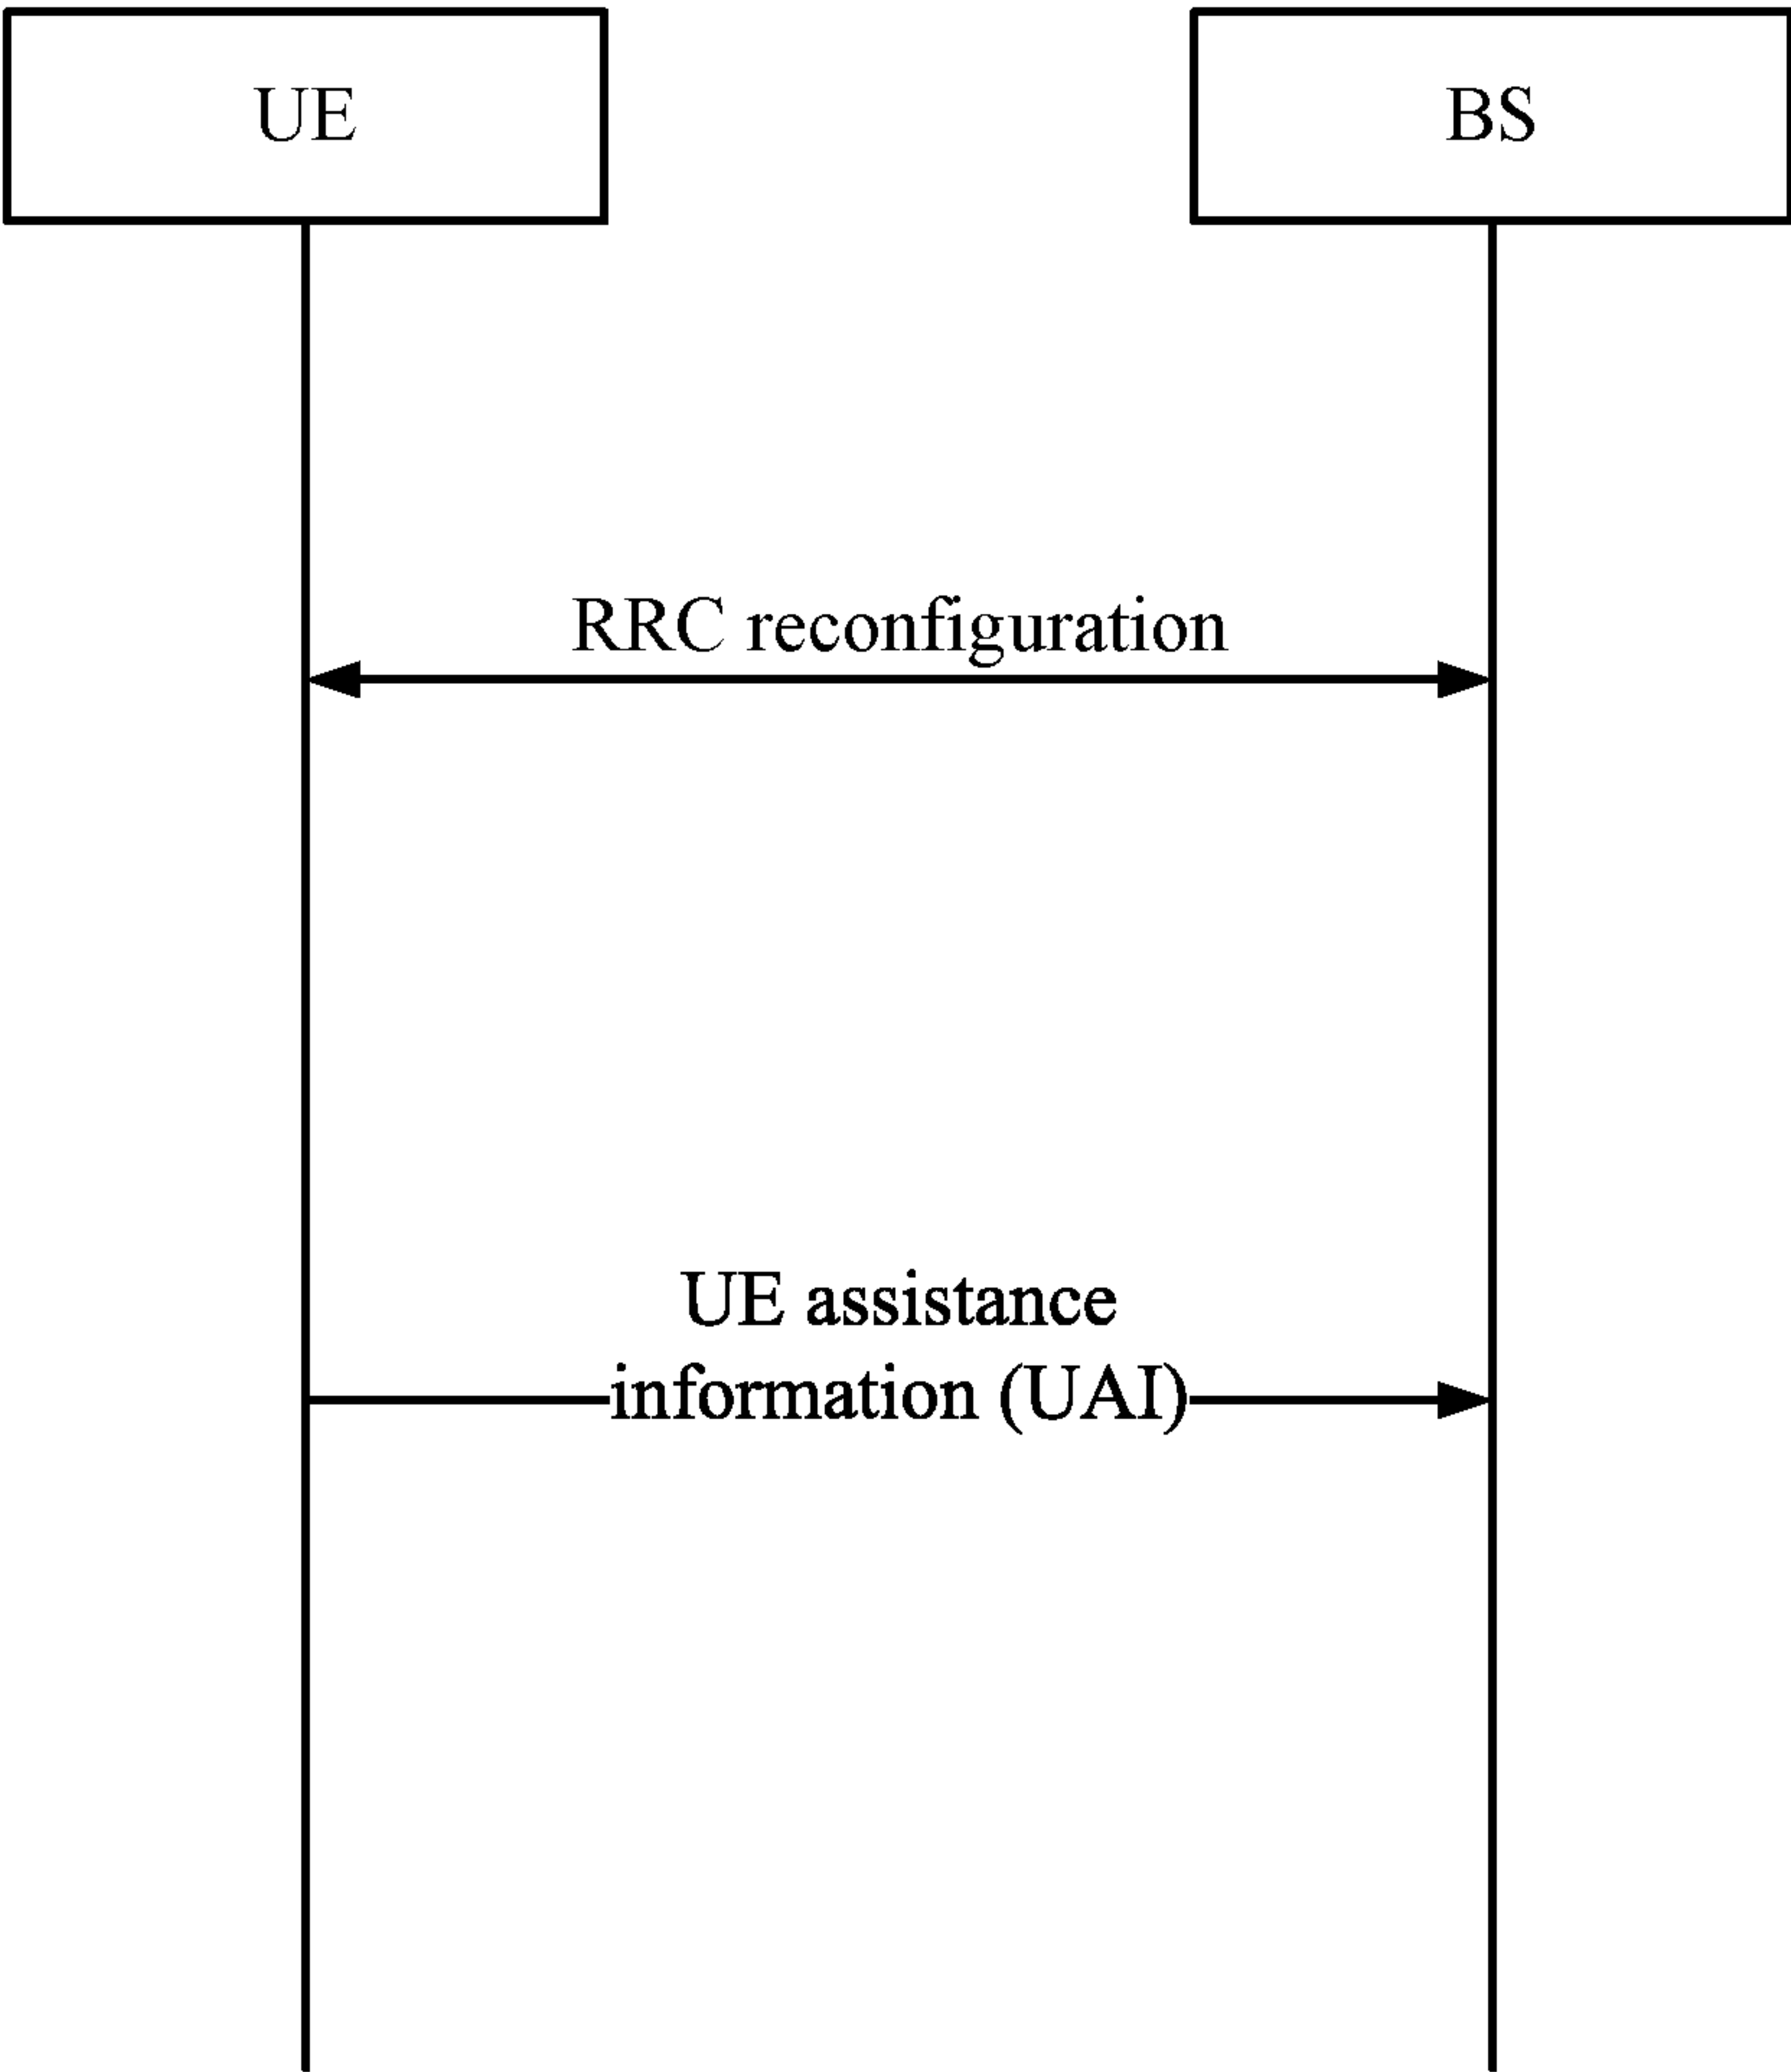 UE
BS
RRC reconfiguration
UE assistance
information (UAI)